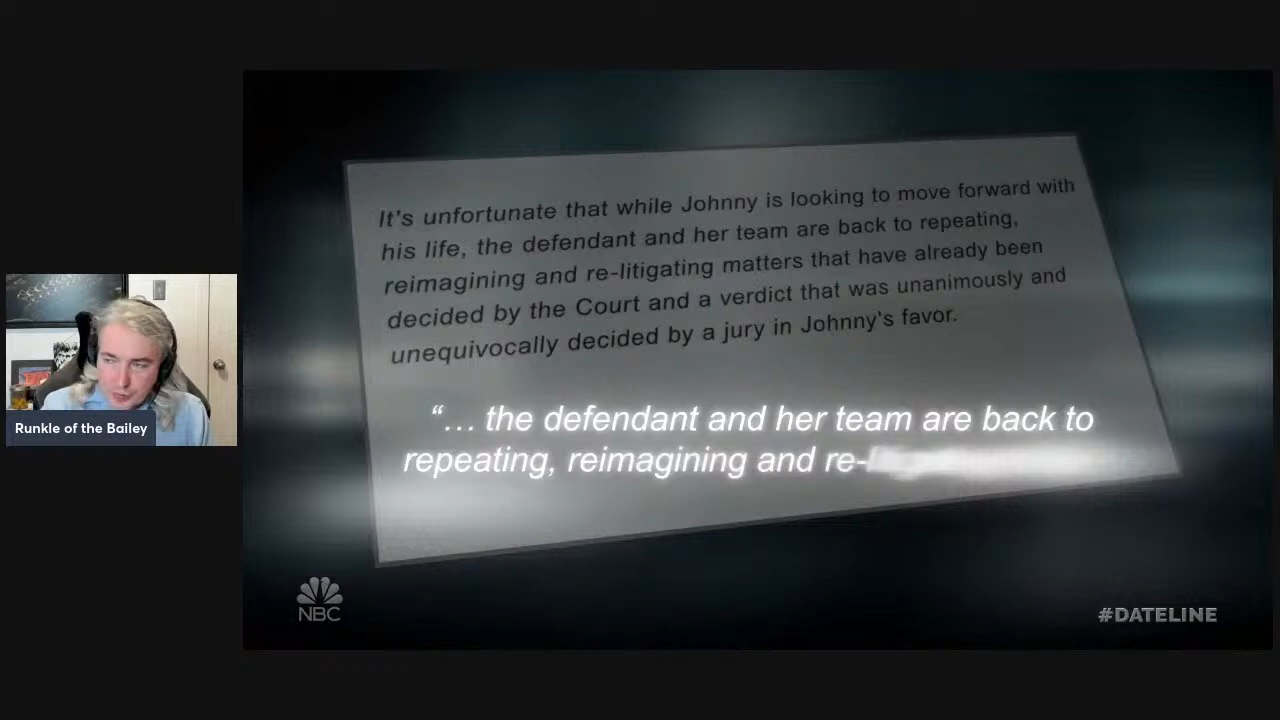 It's unfortunate that while Johnny is looking to move forward with
his life, the defendant and her team are back to repeating,
reimagining and re-litigating matters that have already been
decided by the Court and a verdict that was unanimously and
unequivocally decided by a jury in Johnny's favor.
“… the defendant and her team are back to
repeating, reimagining and re-
Runkle of the Bailey
NBC
#DATELINE